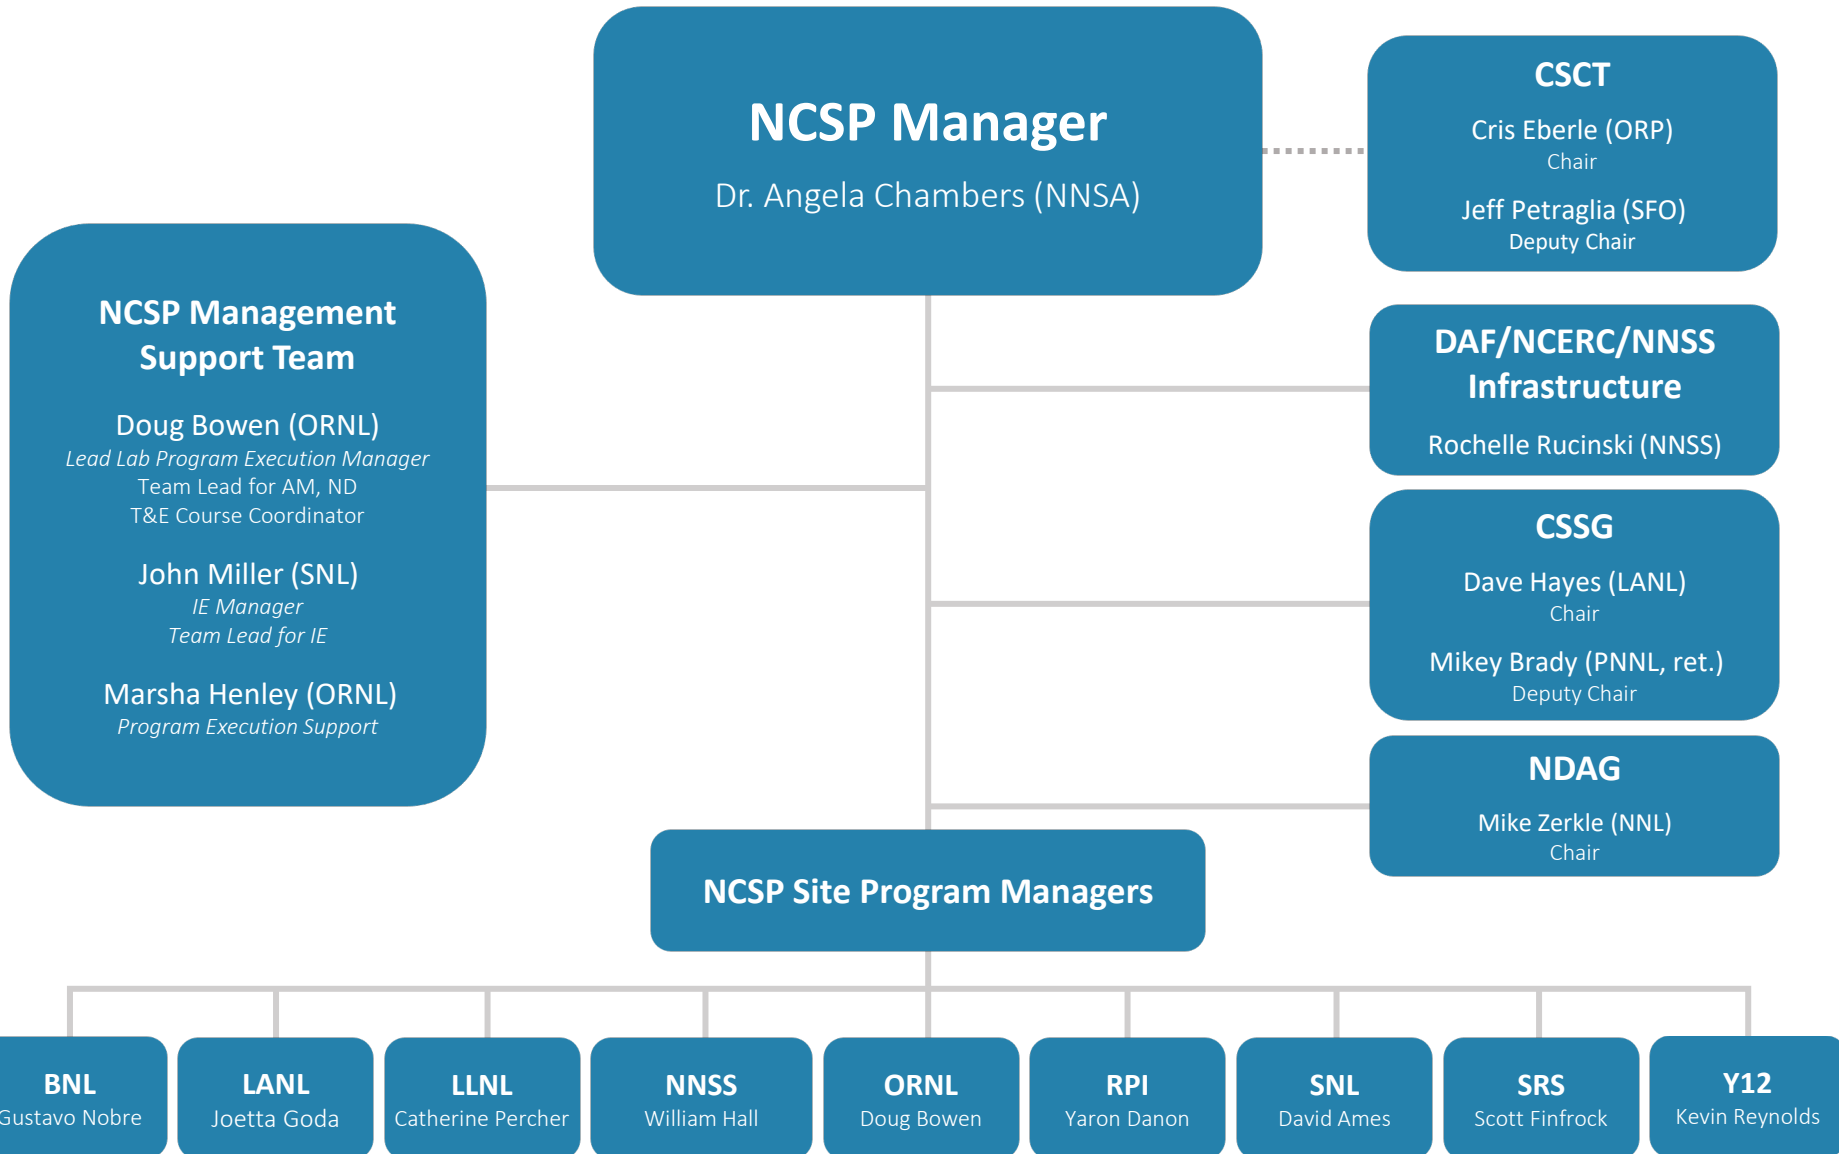 NCSP Manager
Dr. Angela Chambers (NNSA)
CSCT
Cris Eberle (ORP)
Chair
Jeff Petraglia (SFO)
Deputy Chair
NCSP Management
Support Team
Doug Bowen (ORNL)
Lead Lab Program Execution Manager
Team Lead for AM, ND
T&E Course Coordinator
John Miller (SNL)
IE Manager
Team Lead for IE
Marsha Henley (ORNL)
Program Execution Support
DAF/NCERC/NNSS
Infrastructure
Rochelle Rucinski (NNSS)
CSSG
Dave Hayes (LANL)
Chair
Mikey Brady (PNNL, ret.)
Deputy Chair
NDAG
Mike Zerkle (NNL)
Chair
NCSP Site Program Managers
BNL
Gustavo Nobre
LANL
Joetta Goda
LLNL
Catherine Percher
NNSS
William Hall
ORNL
Doug Bowen
RPI
Yaron Danon
SNL
David Ames
SRS
Scott Finfrock
Y12
Kevin Reynolds